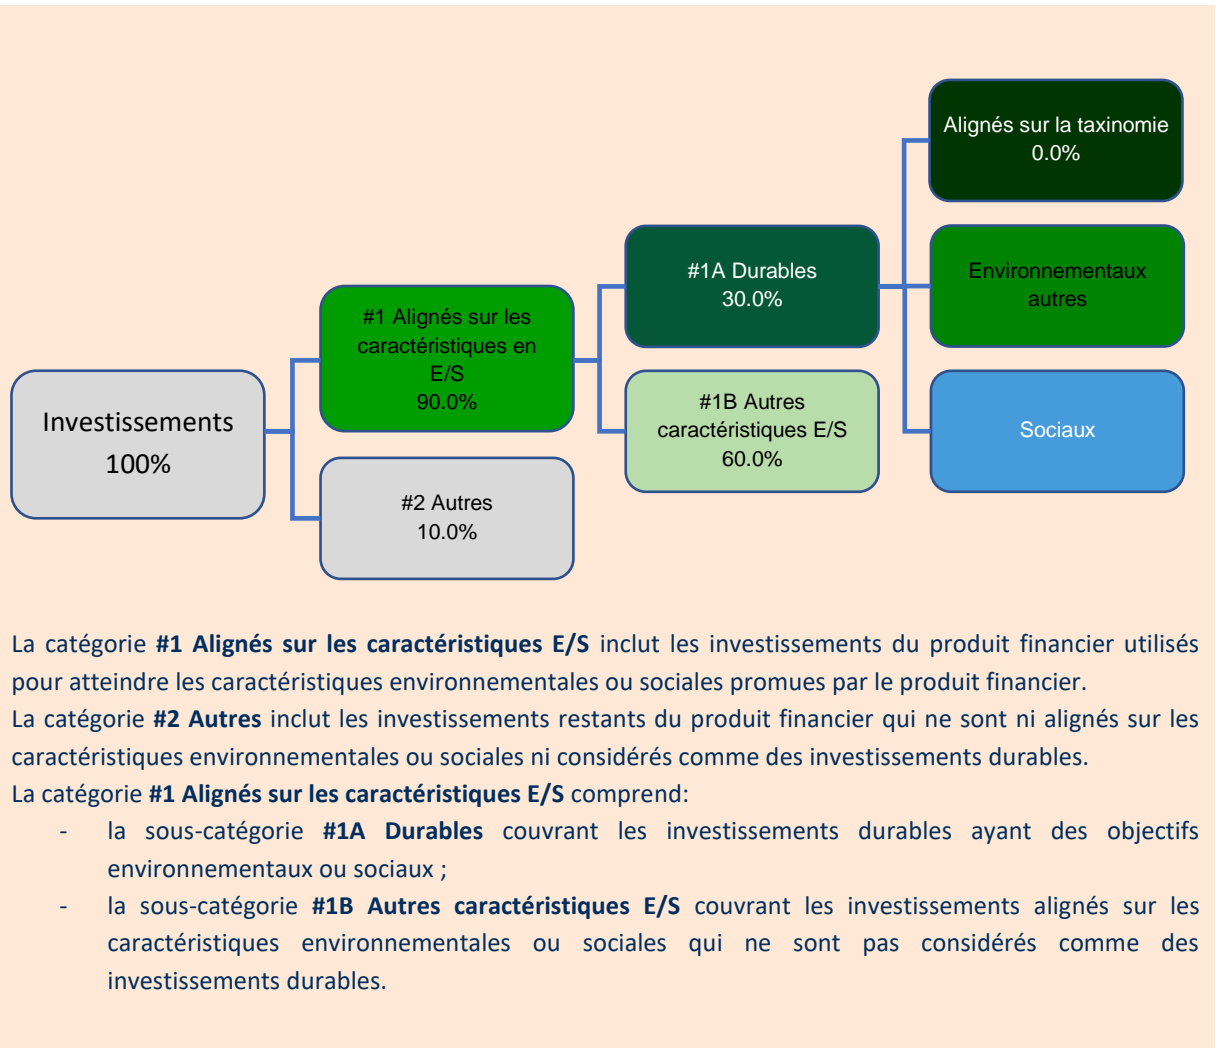 Alignés sur la taxinomie
0.0%
#1A Durables
30.0%
Environnementaux
autres
#1 Alignés sur les
caractéristiques en
E/S
90.0%
Investissements
100%
#1B Autres
caractéristiques E/S
60.0%
Sociaux
#2 Autres
10.0%
La catégorie #1 Alignés sur les caractéristiques E/S inclut les investissements du produit financier utilisés
pour atteindre les caractéristiques environnementales ou sociales promues par le produit financier.
La catégorie #2 Autres inclut les investissements restants du produit financier qui ne sont ni alignés sur les
caractéristiques environnementales ou sociales ni considérés comme des investissements durables.
La catégorie #1 Alignés sur les caractéristiques E/S comprend:
- la sous-catégorie #1A Durables couvrant les investissements durables ayant des objectifs
environnementaux ou sociaux ;
- la sous-catégorie #1B Autres caractéristiques E/S couvrant les investissements alignés sur les
caractéristiques environnementales ou sociales qui ne sont pas considérés comme des
investissements durables.